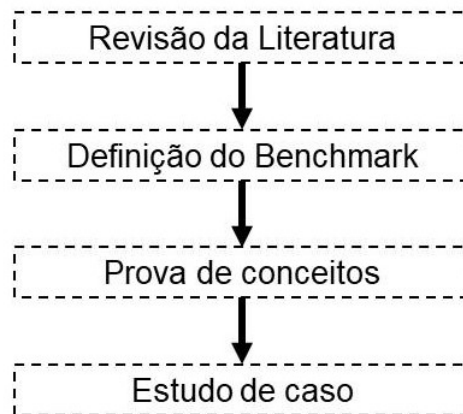 Revisão da Literatura
Definição do Benchmark
Prova de conceitos
Estudo de caso